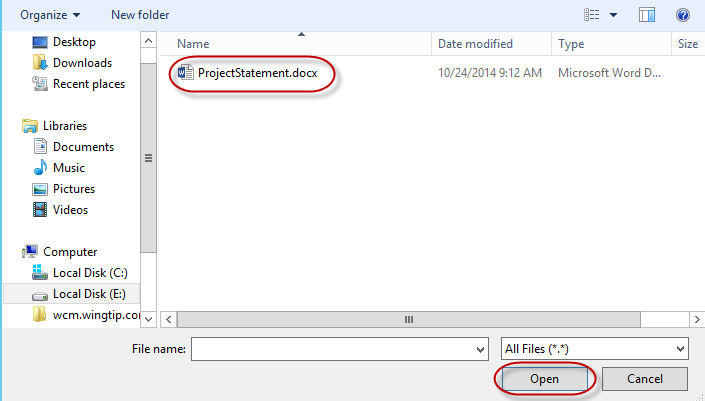 Organize New folder
Name Date modified Type Size
ProjectStatement.docx 10/24/2014 9:12 AM Microsoft Word D...
Desktop
Downloads
Recent places
Libraries
Documents
Music
Pictures
Videos
Computer
Local Disk (C:)
Local Disk (E:)
wcm.wingtip.co
File name: All Files (*.*)
Open Cancel